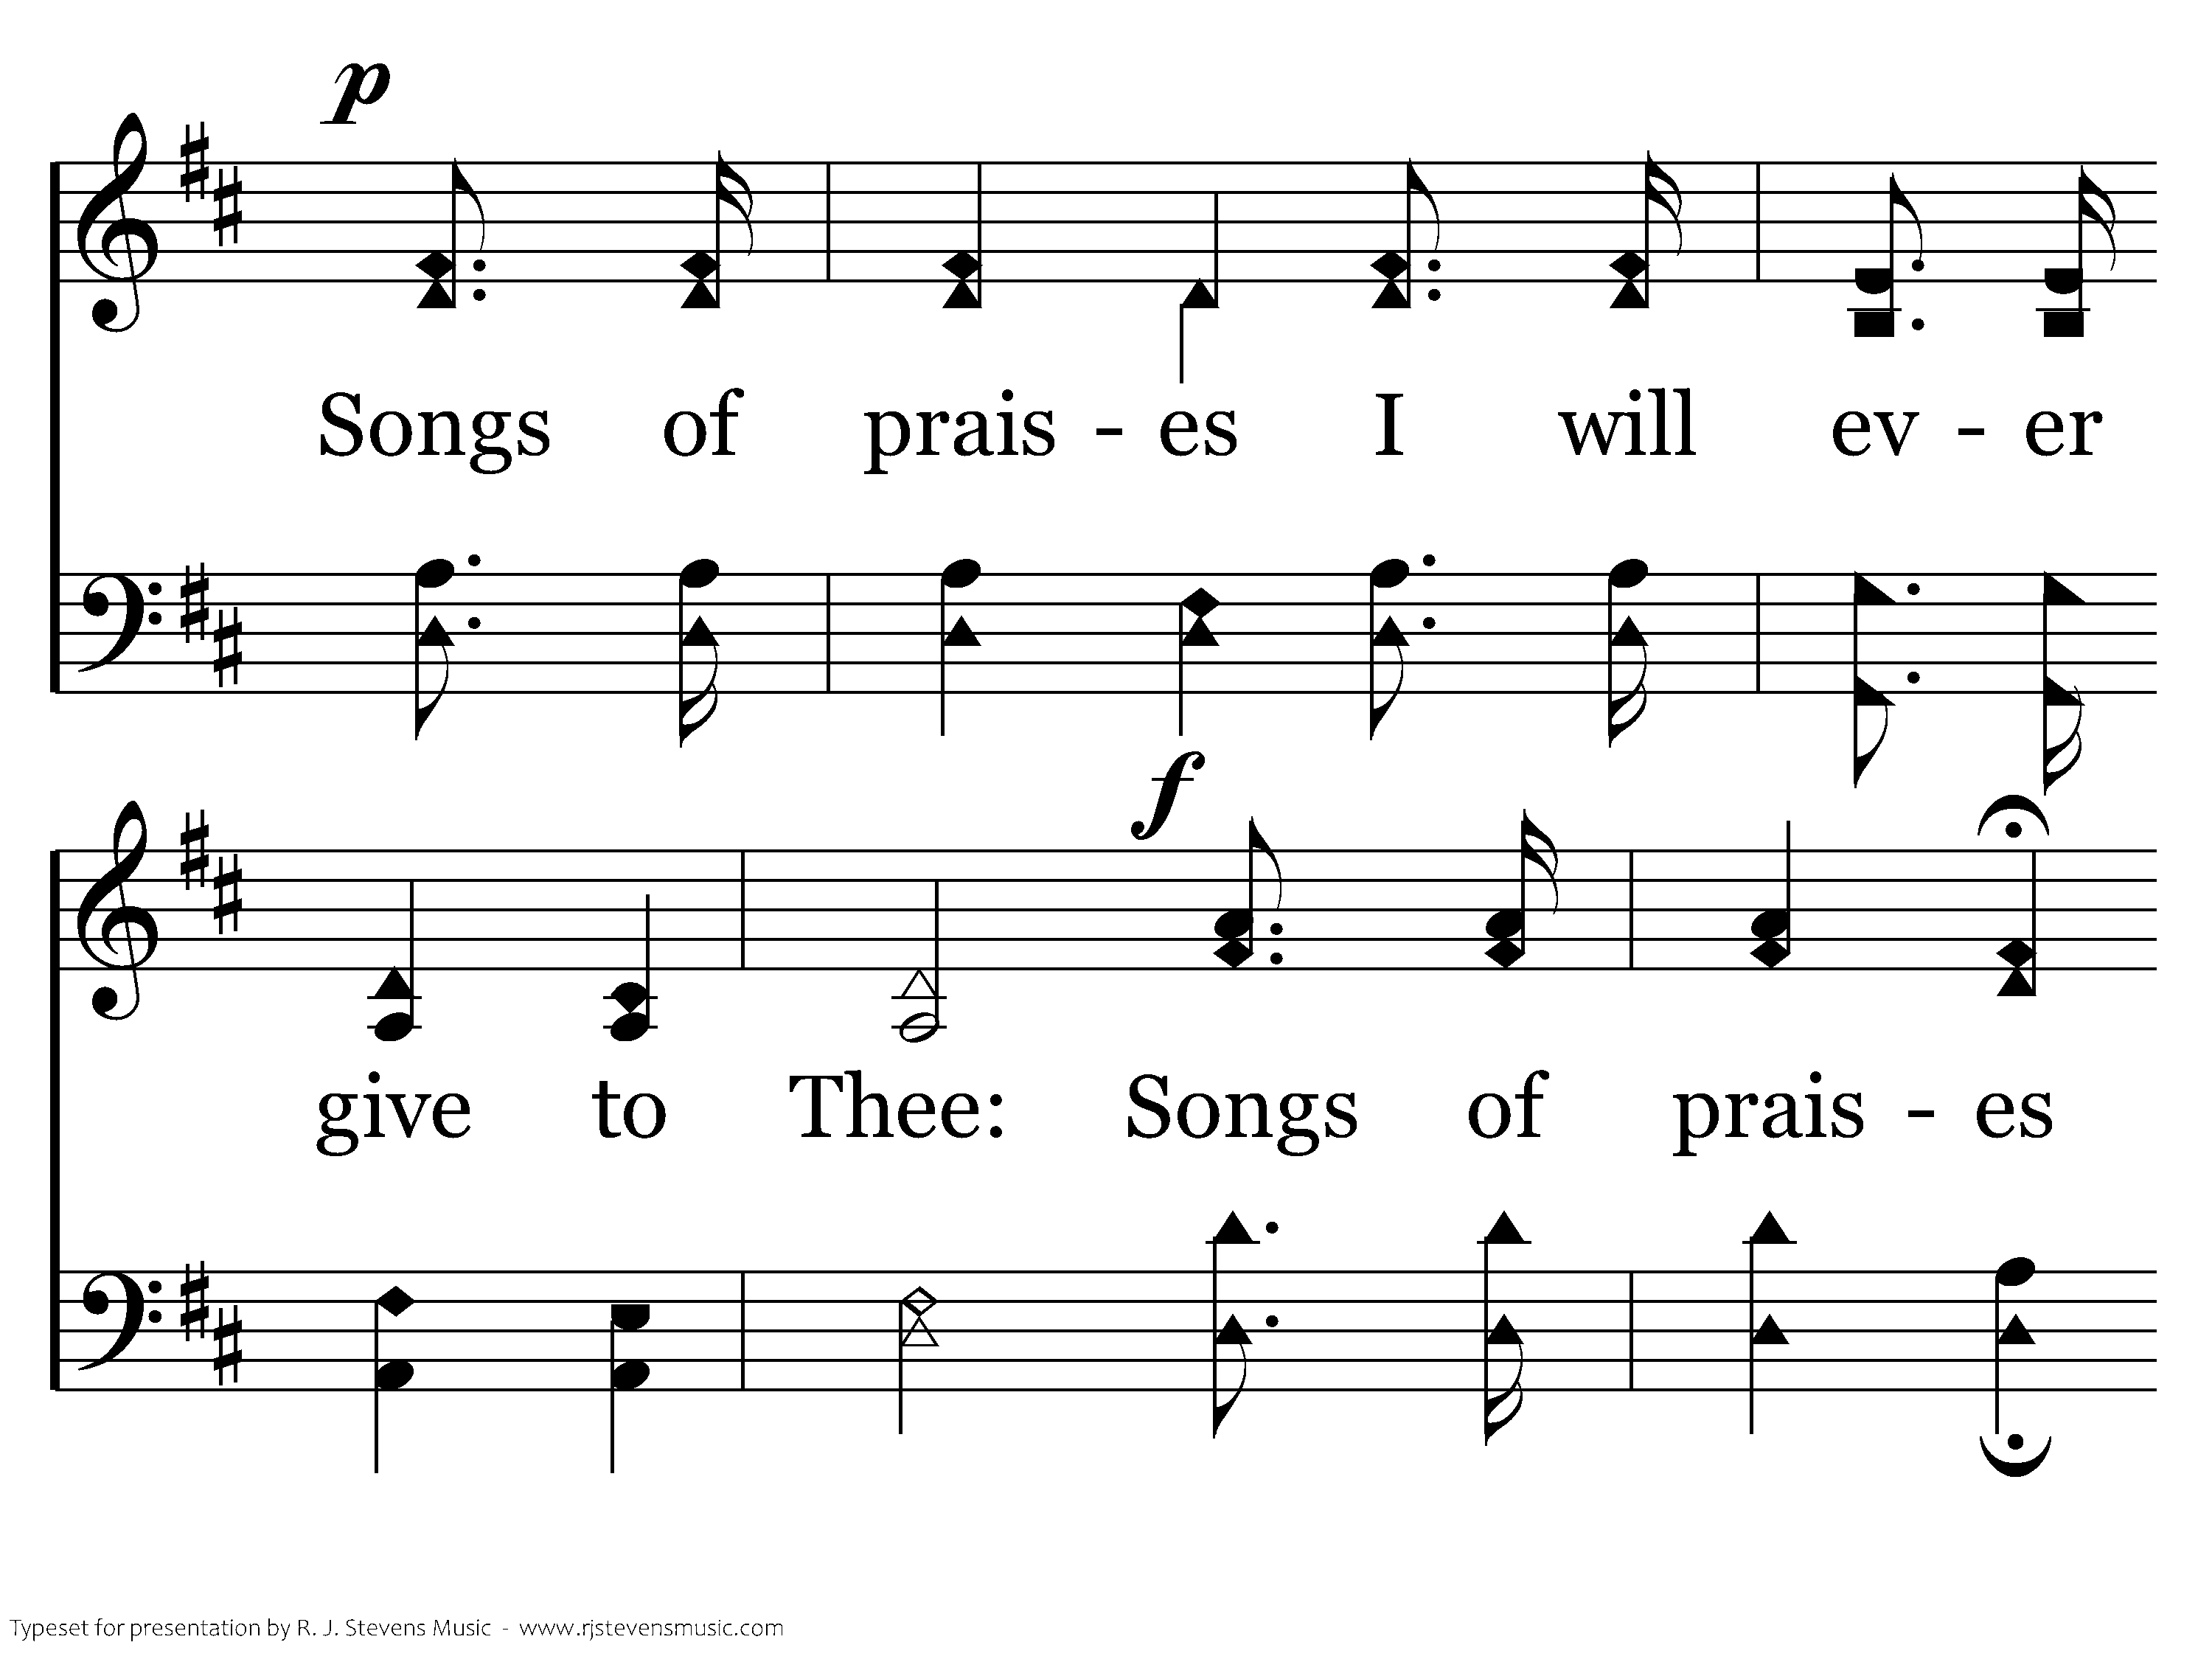 p
Songs of prais - es I will ev - er
f
give to Thee: Songs of prais - es
Typeset for presentation by R. J. Stevens Music - www.rjstevensmusic.com